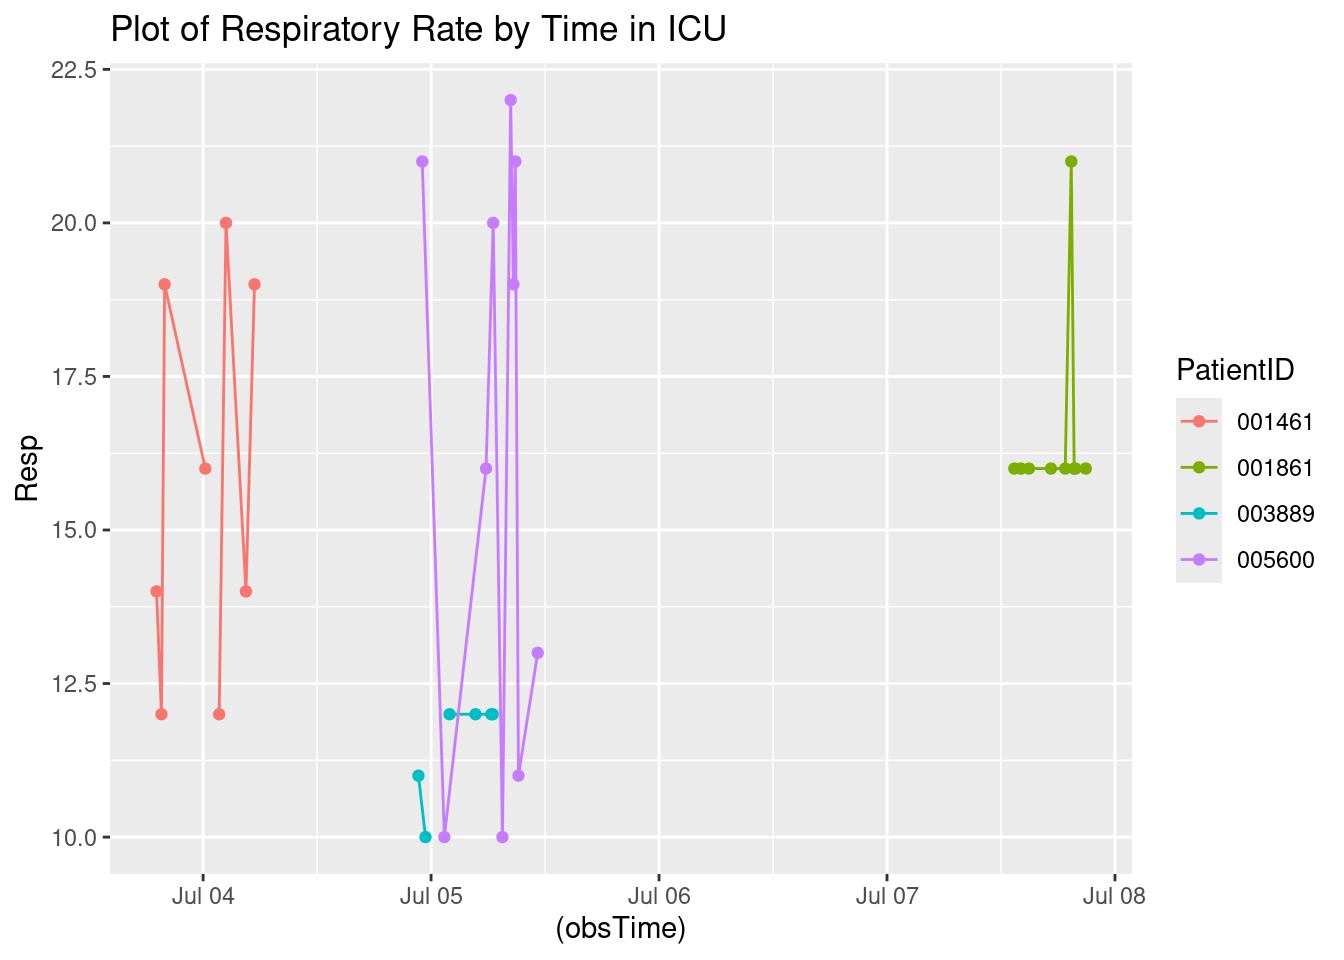 Plot of Respiratory Rate by Time in ICU
22.5
20.0
17.5
15.0
12.5
10.0
Resp
Jul 04 Jul 05 Jul 06 Jul 07 Jul 08
(obsTime)
PatientID
001461
001861
003889
005600